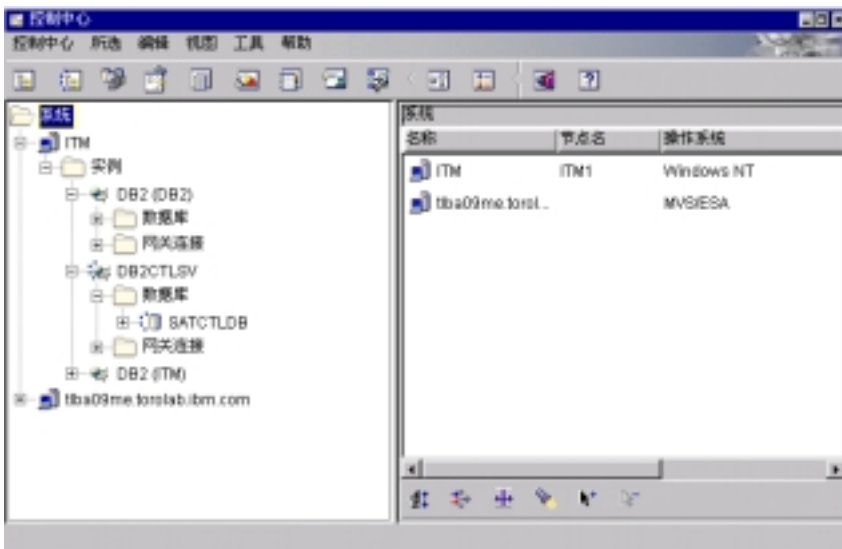 控制中心
控制中心 所选 编辑 视图 工具 帮助
系统
ITM
实例
DB2 (DB2)
数据库
网关连接
DB2CTLSV
数据库
SATCTLDB
网关连接
DB2 (ITM)
tlba09me.torolab.ibm.com
系统
名称 节点名 操作系统
ITM ITM1 Windows NT
tlba09me.torol... MVS/ESA